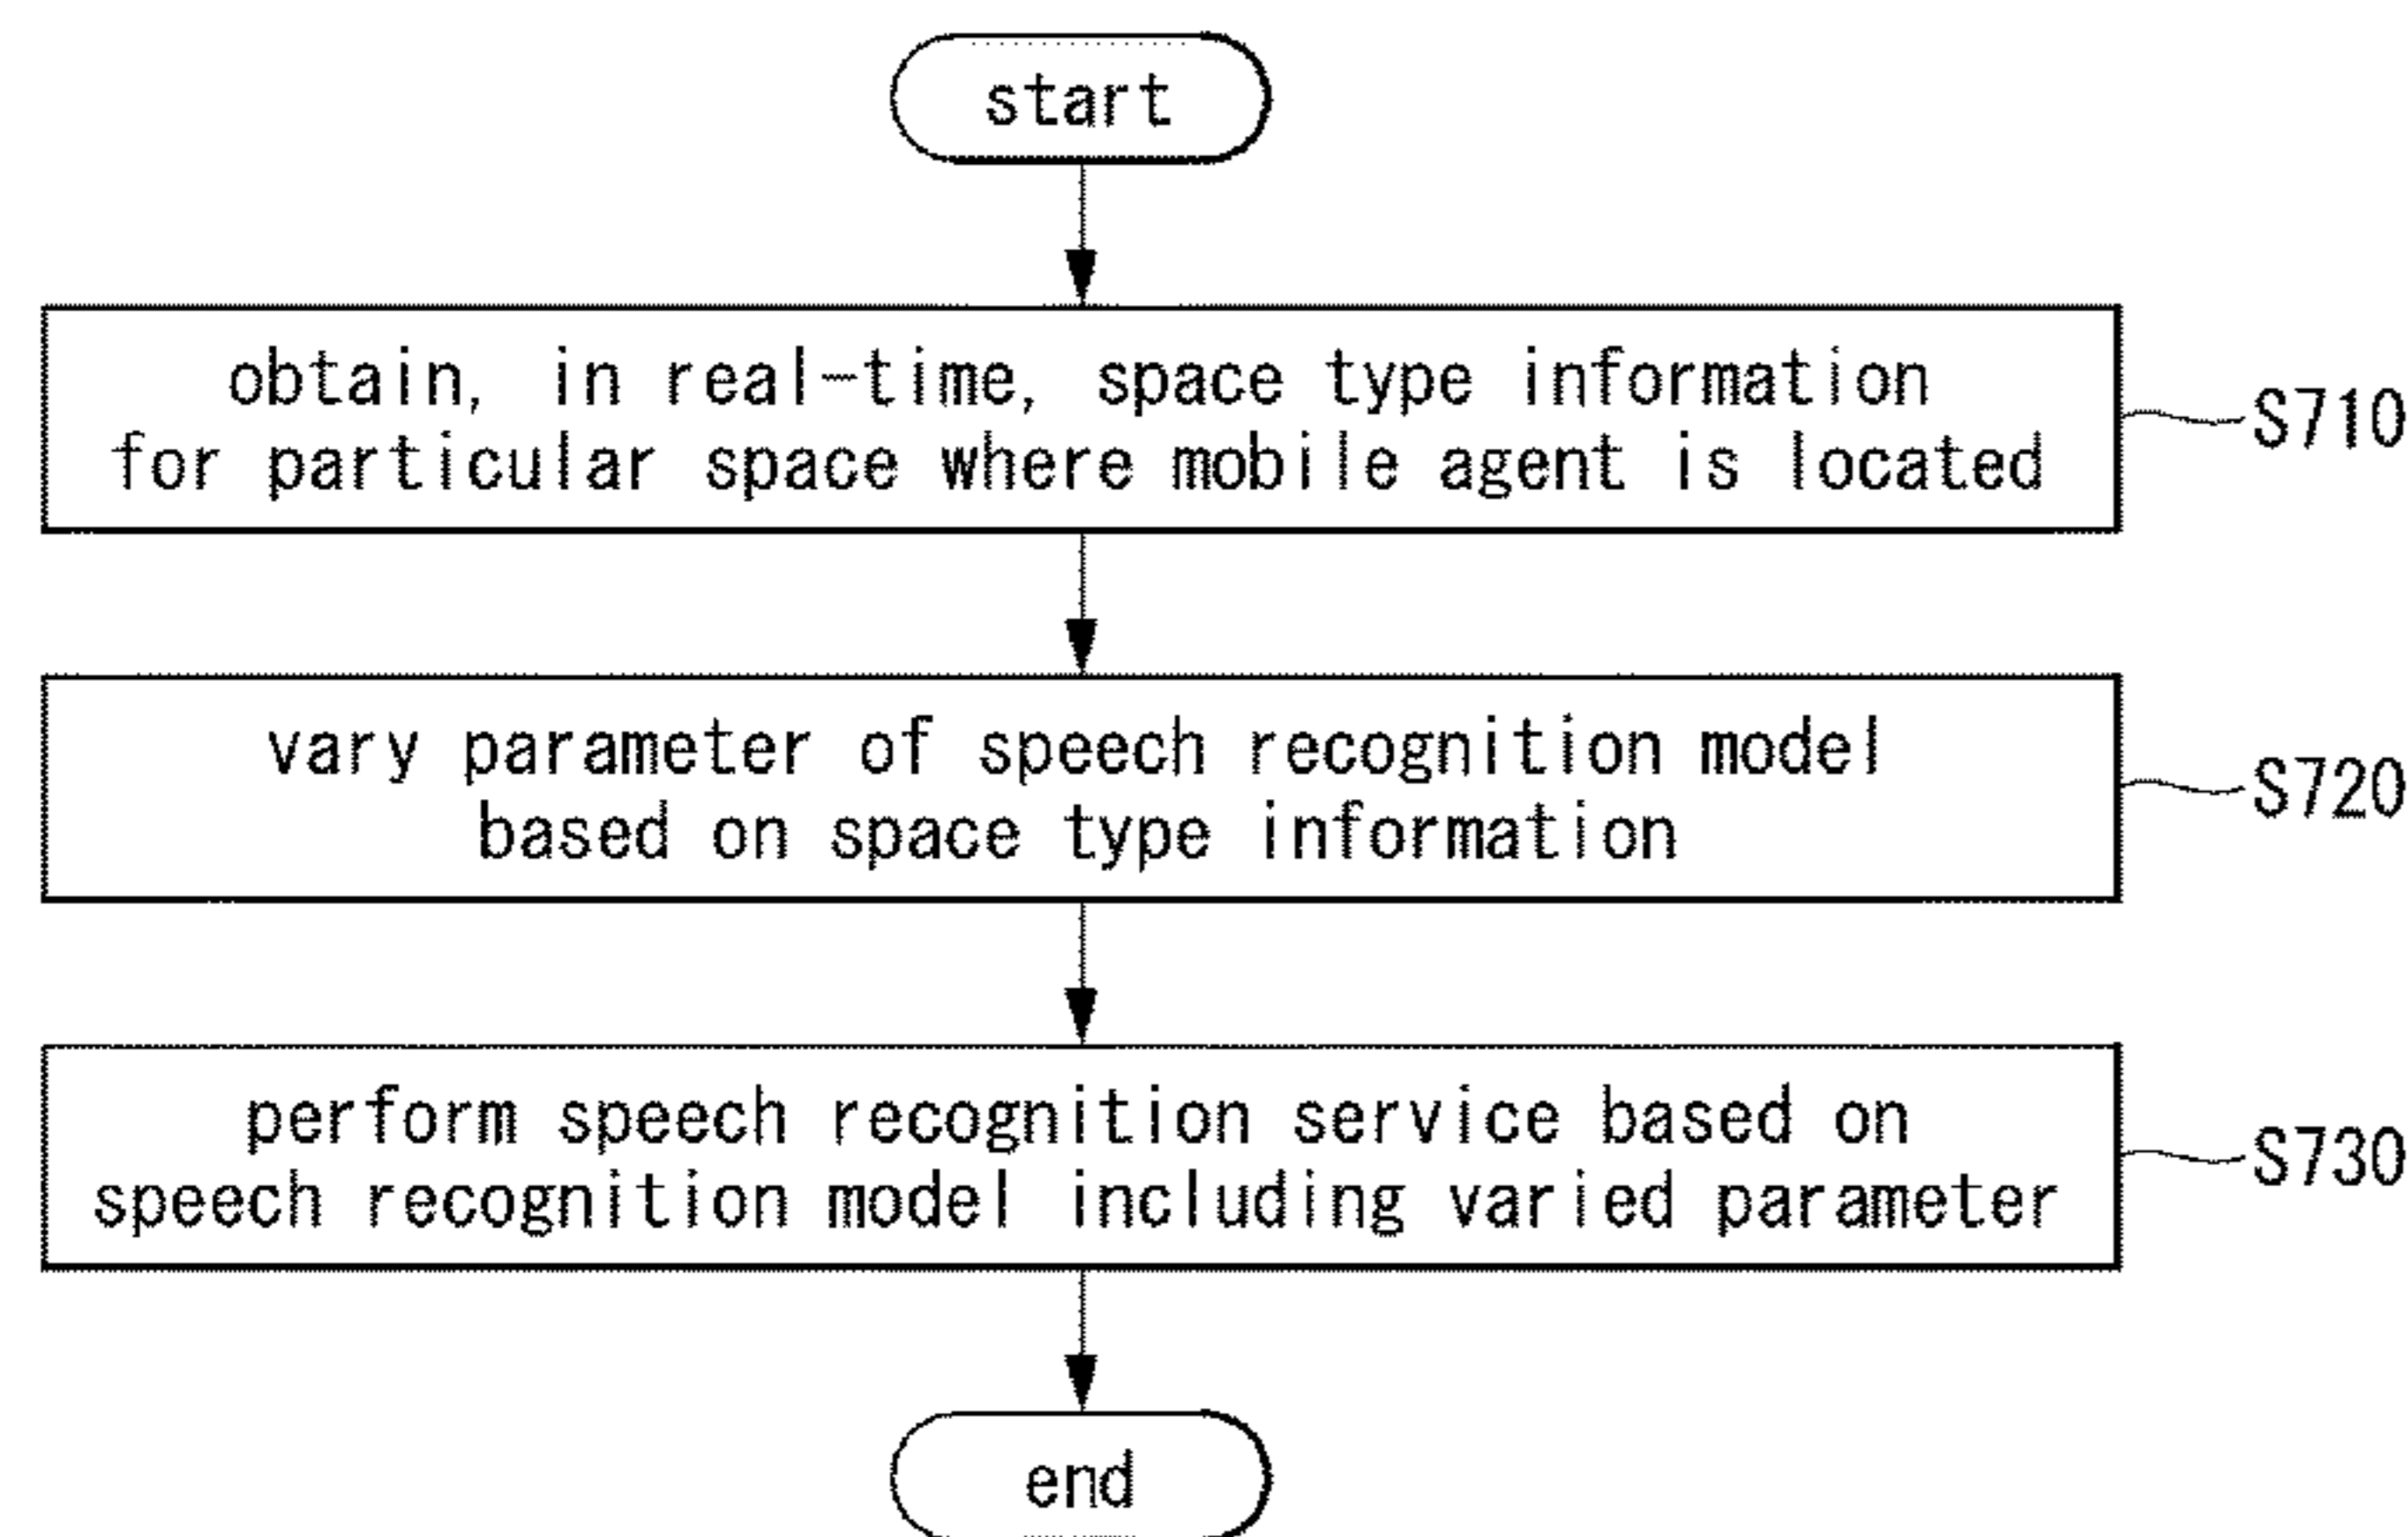 start
obtain, in real-time, space type information
for particular space where mobile agent is located
S710
vary parameter of speech recognition model
based on space type information
S720
perform speech recognition service based on
speech recognition model including varied parameter
S730
end